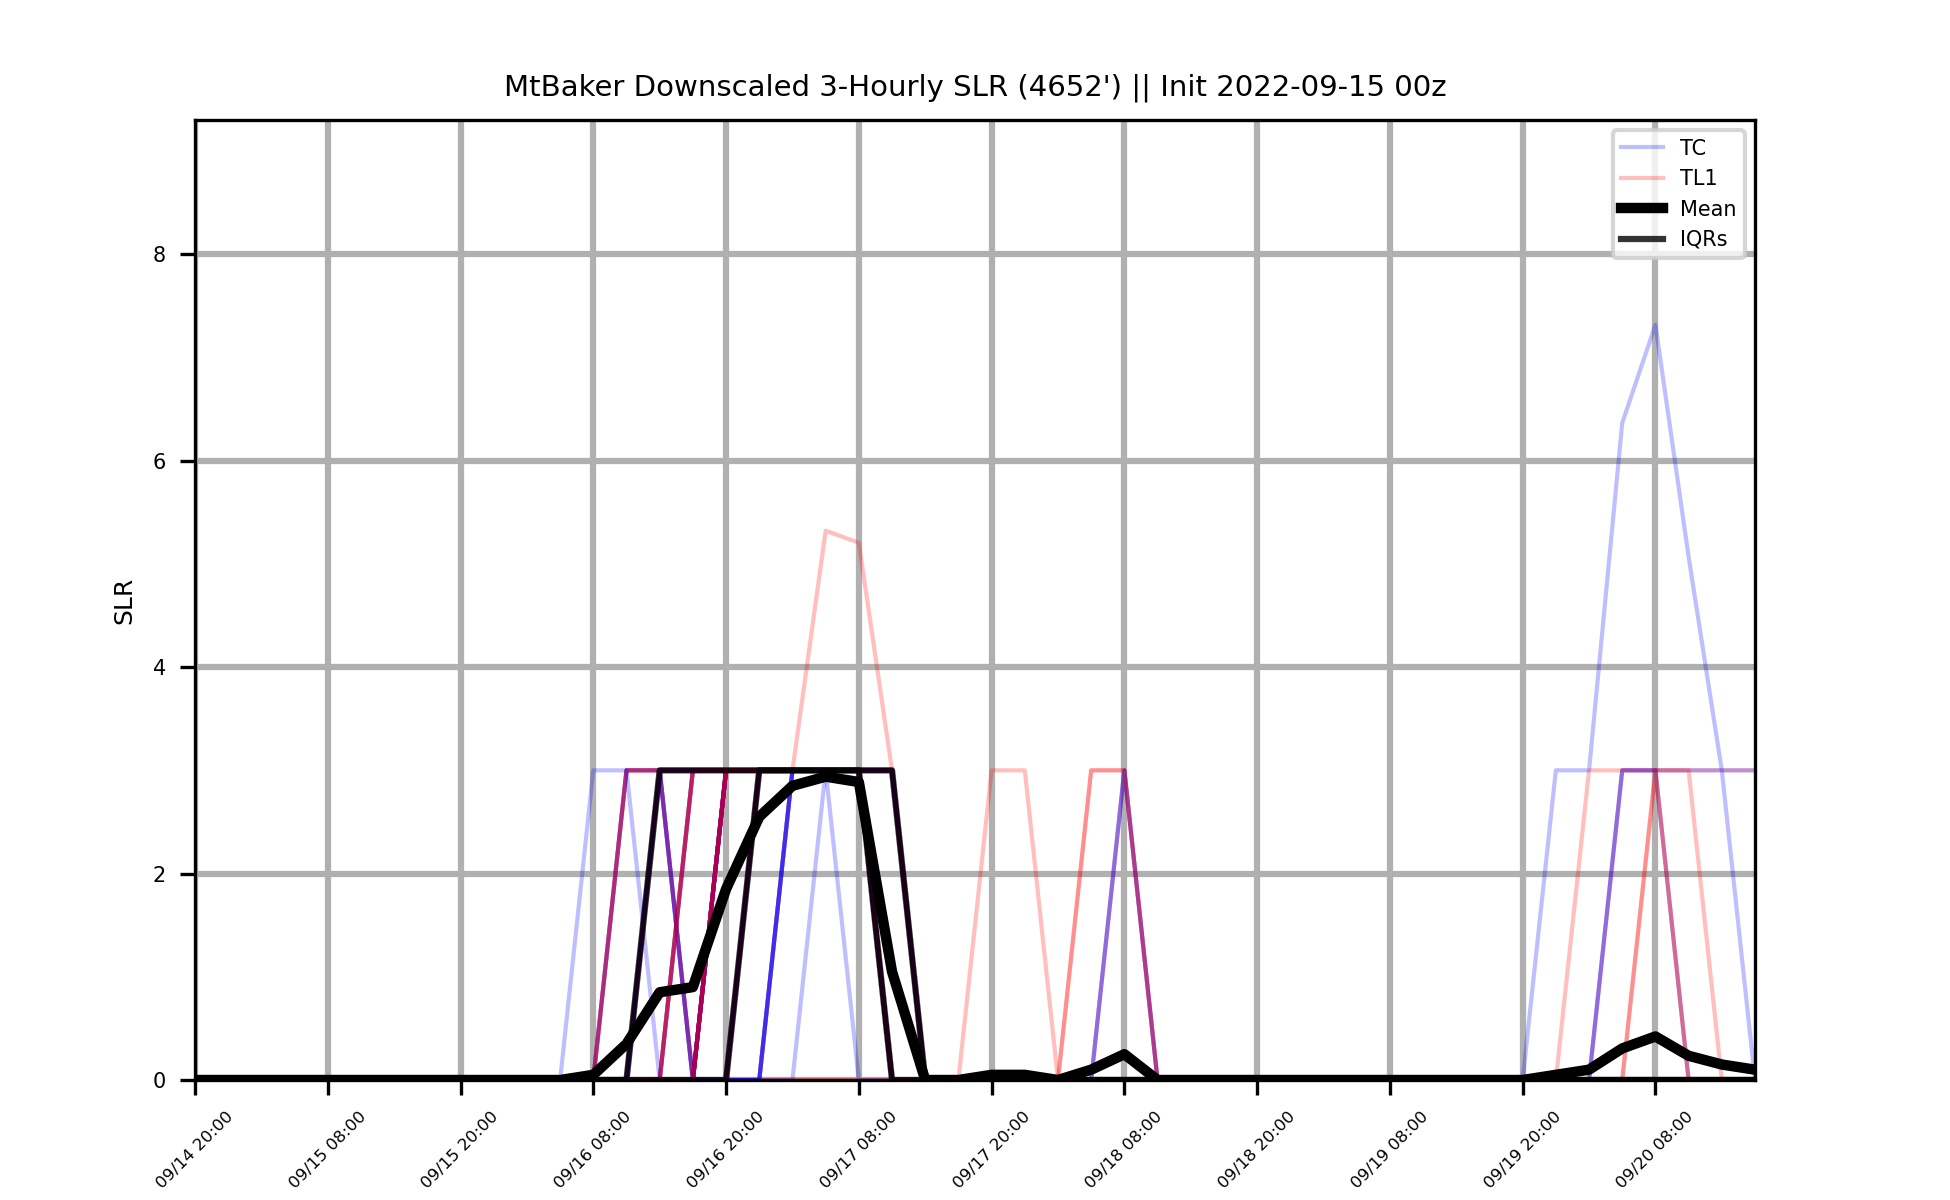 MtBaker Downscaled 3-Hourly SLR (4652') || Init 2022-09-15 00z
TC
TL1
Mean
IQRs
8
6
4
2
0
SLR
09/14 20:00
09/15 08:00
09/15 20:00
09/16 08:00
09/16 20:00
09/17 08:00
09/17 20:00
09/18 08:00
09/18 20:00
09/19 08:00
09/19 20:00
09/20 08:00